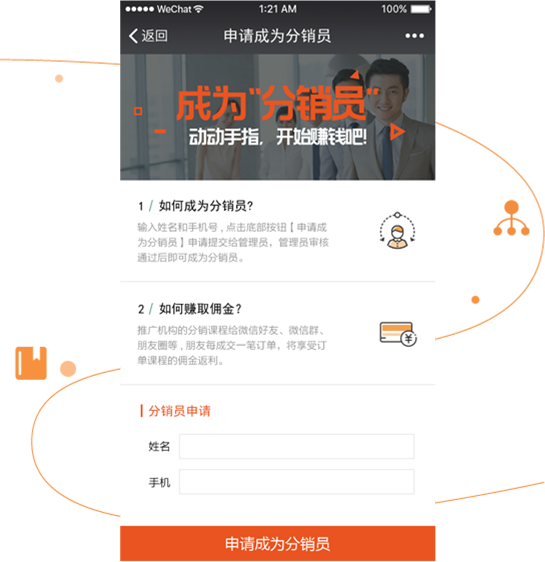 WeChat 1:21 AM 100%
返回 申请成为分销员
成为"分销员"
动动手指，开始赚钱吧!
1 / 如何成为分销员?
输入姓名和手机号,点击底部按钮【申请成
为分销员】申请提交给管理员，管理员审核
通过后即可成为分销员。
2 / 如何赚取佣金?
推广机构的分销课程给微信好友、微信群、
朋友圈等,朋友每成交一笔订单，将享受订
单课程的佣金返利。
¥
分销员申请
姓名
手机
申请成为分销员